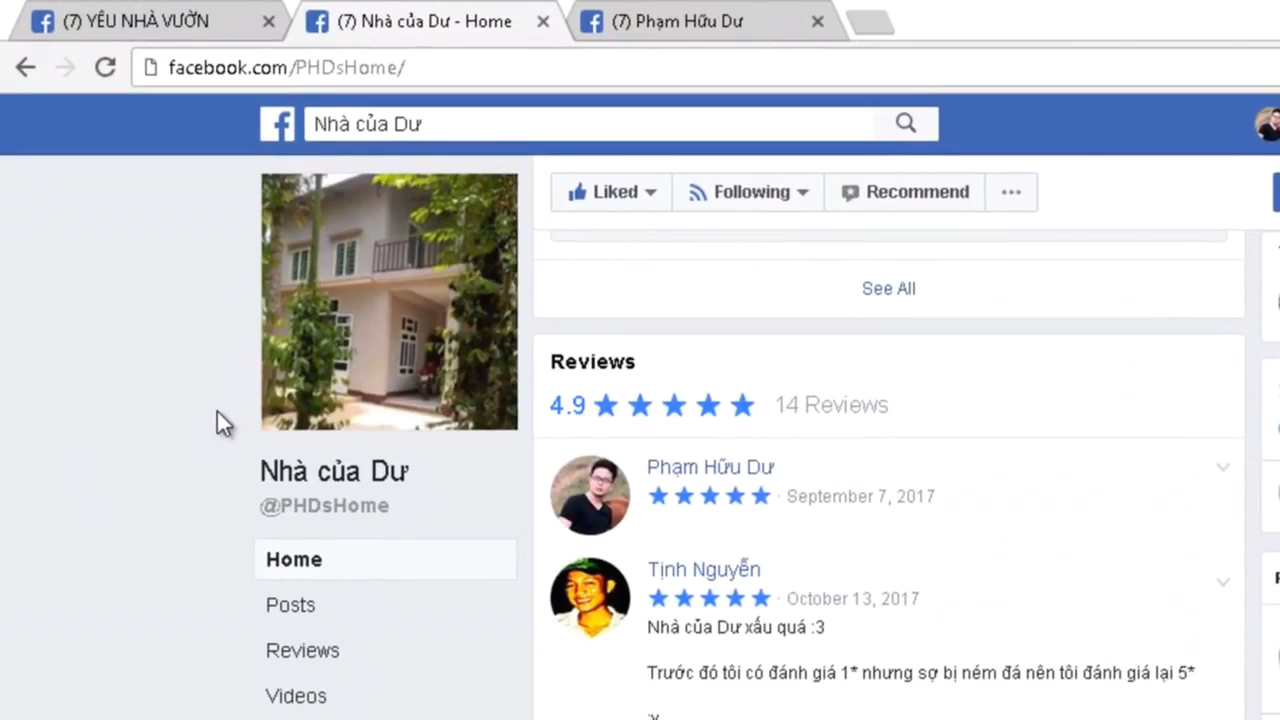 (7) YÊU NHÀ VƯỜN
(7) Nhà của Dư - Home
(7) Phạm Hữu Dư
facebook.com/PHDsHome/
Nhà của Dư
Liked
Following
Recommend
See All
Reviews
4.9
14 Reviews
Phạm Hữu Dư
· September 7, 2017
Tịnh Nguyễn
· October 13, 2017
Nhà của Dư xấu quá :3
Trước đó tôi có đánh giá 1* nhưng sợ bị ném đá nên tôi đánh giá lại 5*
Nhà của Dư
@PHDsHome
Home
Posts
Reviews
Videos